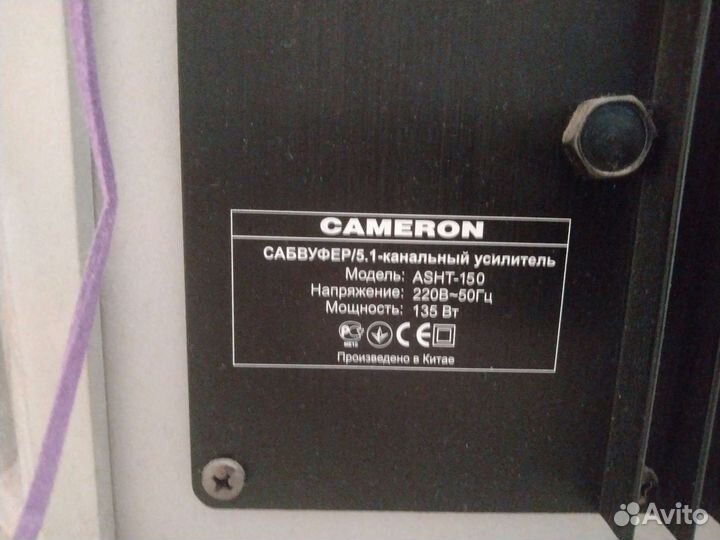 CAMERON
САБВУФЕР/5.1-канальный усилитель
Модель: ASHT-150
Напряжение: 220В~50Гц
Мощность: 135 Вт
Произведено в Китае
Avito